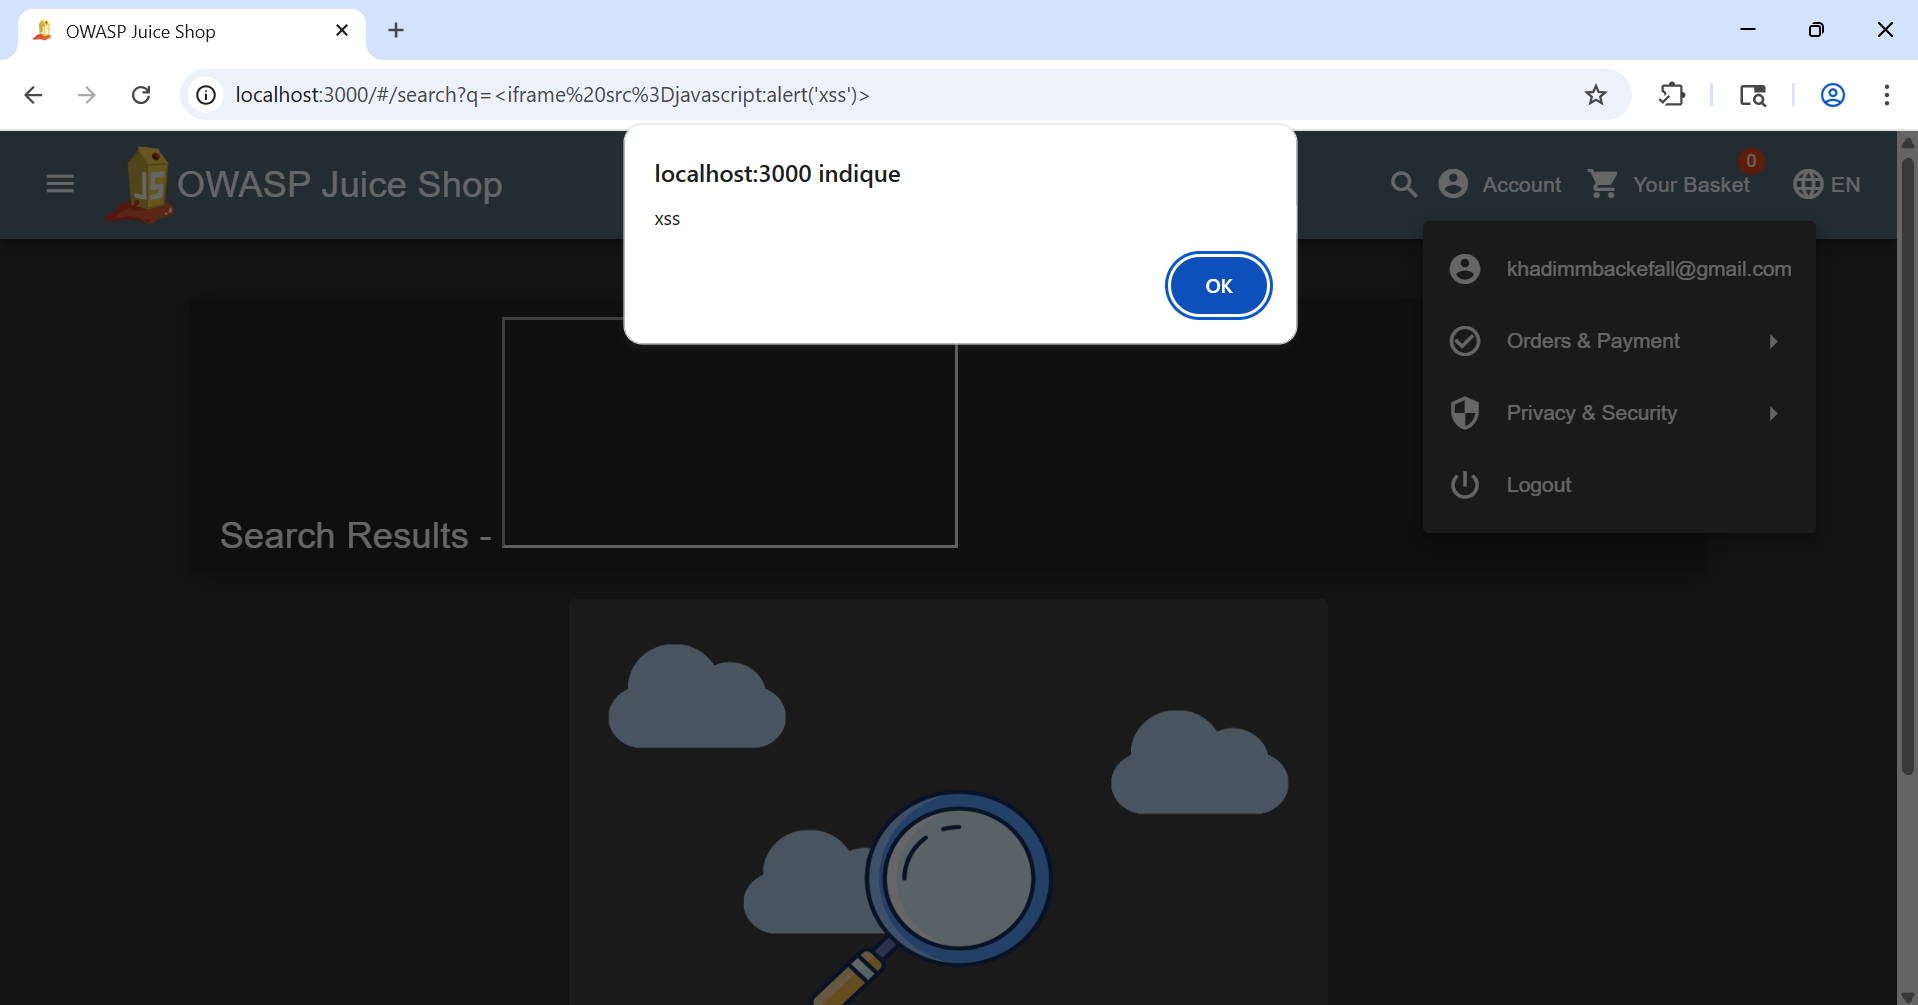 OWASP Juice Shop
localhost:3000/#/search?q=<iframe%20src%3Djavascript:alert('xss')>
localhost:3000 indique
xss
OK
JS
OWASP Juice Shop
Account
0
Your Basket
EN
khadimmbackefall@gmail.com
Orders & Payment
Privacy & Security
Logout
Search Results -